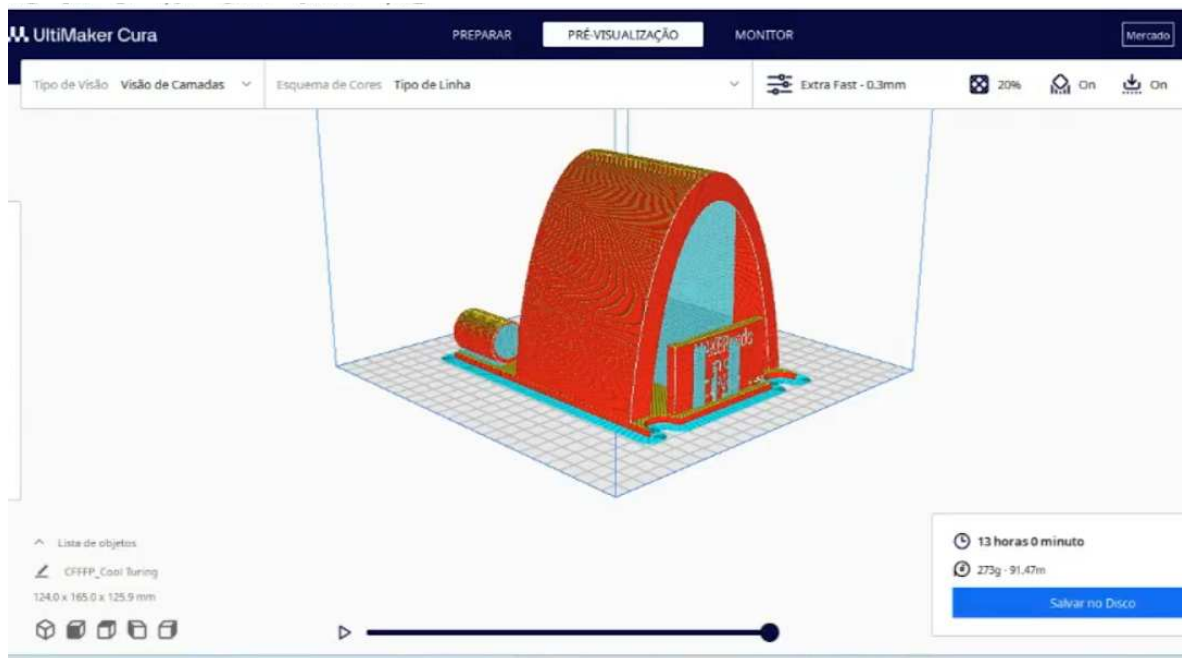 UltiMaker Cura
PREPARAR
PRÉ-VISUALIZAÇÃO
MONITOR
Mercado
Tipo de Visão Visão de Camadas
Esquema de Cores Tipo de Linha
Extra Fast - 0.3mm
20%
On
On
Lista de objetos
CFFFP_Cool Turing
124.0 x 165.0 x 125.9 mm
13 horas 0 minuto
273g · 91.47m
Salvar no Disco